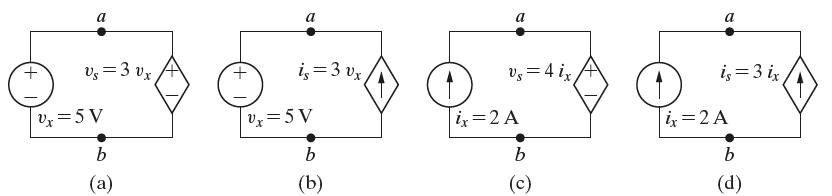 a a a a
+ − v_s = 3 v_x + − + − i_s = 3 v_x v_s = 4 i_x + − i_s = 3 i_x
v_x = 5 V v_x = 5 V i_x = 2 A i_x = 2 A
b b b b
(a) (b) (c) (d)